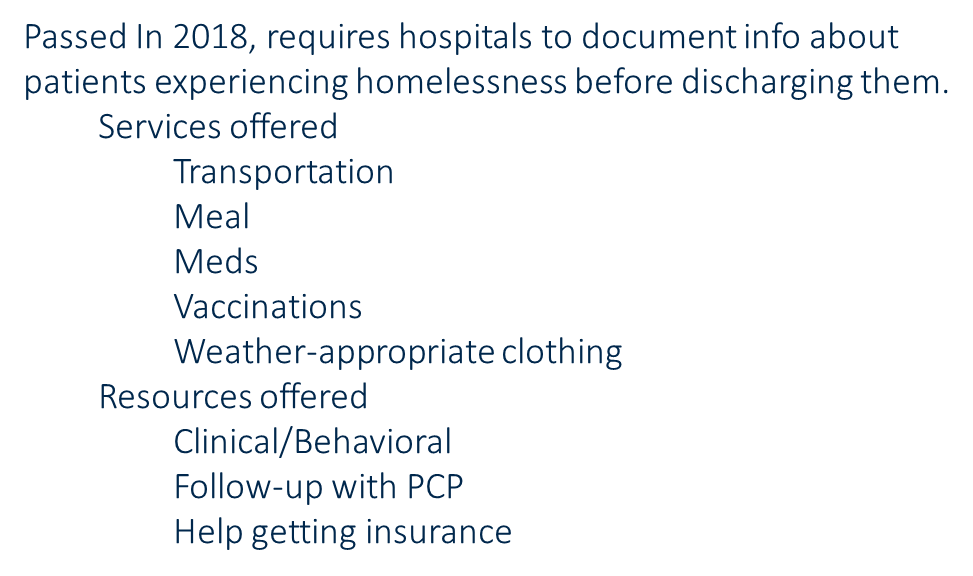 Passed In 2018, requires hospitals to document info about
patients experiencing homelessness before discharging them.
Services offered
Transportation
Meal
Meds
Vaccinations
Weather-appropriate clothing
Resources offered
Clinical/Behavioral
Follow-up with PCP
Help getting insurance